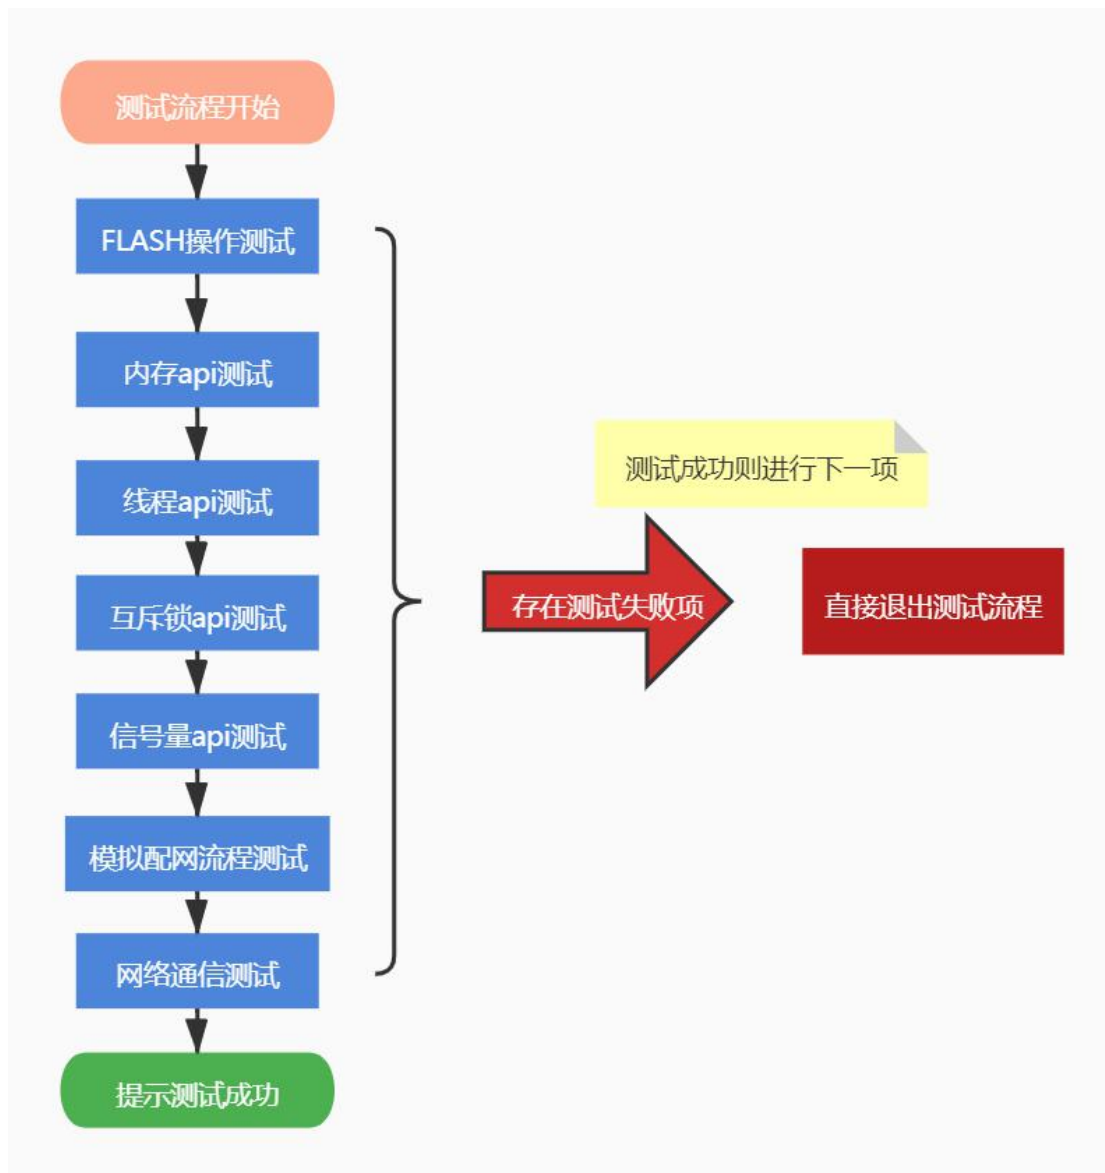 测试流程开始
FLASH操作测试
内存api测试
线程api测试
互斥锁api测试
信号量api测试
模拟配网流程测试
网络通信测试
提示测试成功
测试成功则进行下一项
存在测试失败项
直接退出测试流程